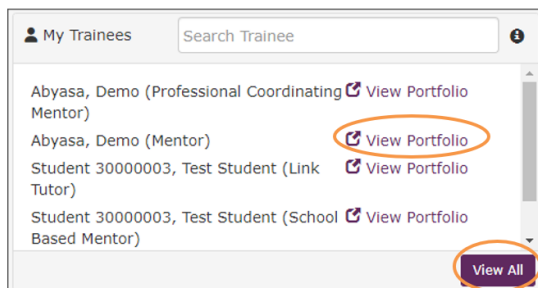 My Trainees Search Trainee
Abyasa, Demo (Professional Coordinating View Portfolio
Mentor)
Abyasa, Demo (Mentor) View Portfolio
Student 30000003, Test Student (Link View Portfolio
Tutor)
Student 30000003, Test Student (School View Portfolio
Based Mentor)
View All